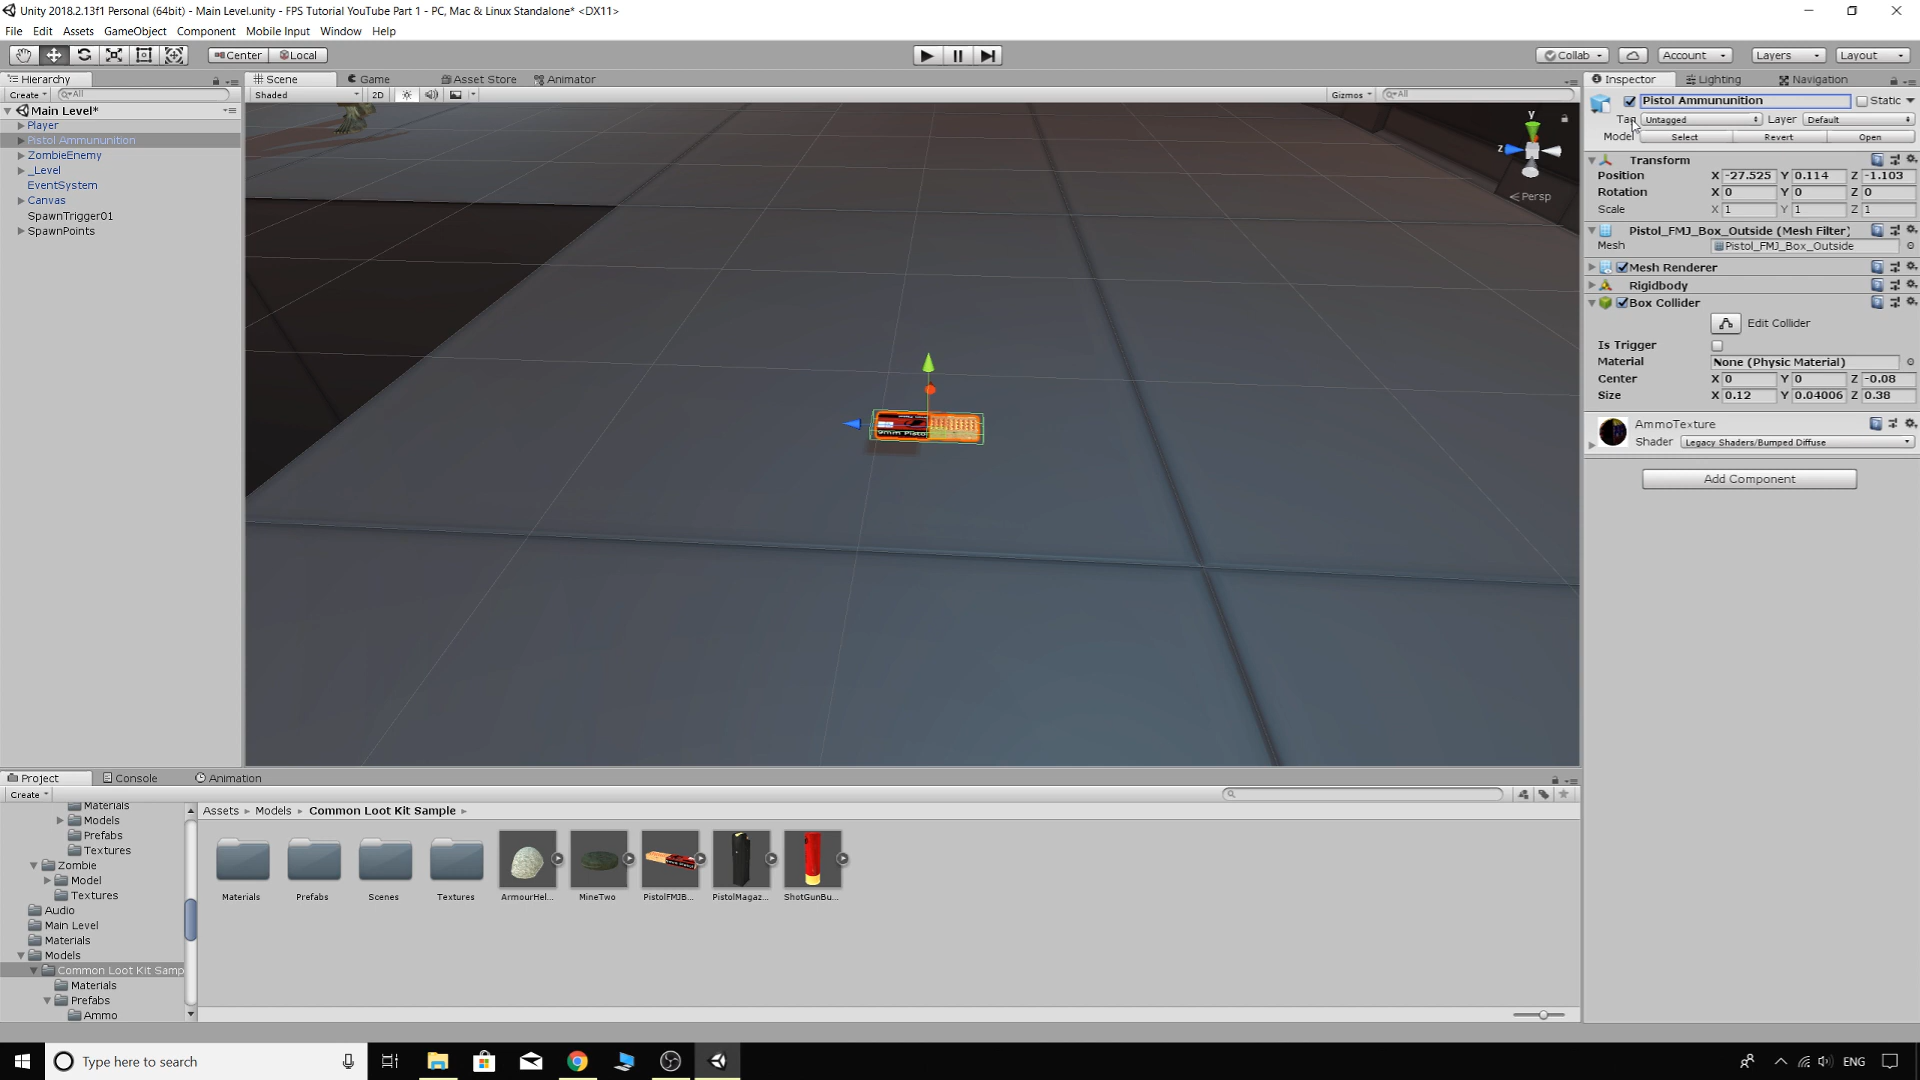 Unity 2018.2.13f1 Personal (64bit) - Main Level.unity - FPS Tutorial YouTube Part 1 - PC, Mac & Linux Standalone* <DX11>
File Edit Assets GameObject Component Mobile Input Window Help
Center Local Collab Account Layers Layout
Hierarchy Scene Game Asset Store Animator Inspector Lighting Navigation
Create All Shaded 2D Gizmos All
Main Level*
Player
Pistol Ammununition
ZombieEnemy
_Level
EventSystem
Canvas
SpawnTrigger01
SpawnPoints
y
z
Persp
Pistol Ammununition Static
Tag Untagged Layer Default
Model Select Revert Open
Transform
Position X -27.525 Y 0.114 Z -1.103
Rotation X 0 Y 0 Z 0
Scale X 1 Y 1 Z 1
Pistol_FMJ_Box_Outside (Mesh Filter)
Mesh Pistol_FMJ_Box_Outside
Mesh Renderer
Rigidbody
Box Collider
Edit Collider
Is Trigger
Material None (Physic Material)
Center X 0 Y 0 Z -0.08
Size X 0.12 Y 0.04006 Z 0.38
AmmoTexture
Shader Legacy Shaders/Bumped Diffuse
Add Component
9mm Pistol
Project Console Animation
Create
Materials
Models
Prefabs
Textures
Zombie
Model
Textures
Audio
Main Level
Materials
Models
Common Loot Kit Samp
Materials
Prefabs
Ammo
Assets Models Common Loot Kit Sample
Materials Prefabs Scenes Textures ArmourHel... MineTwo PistolFMJB... PistolMagaz... ShotGunBu...
Type here to search
ENG